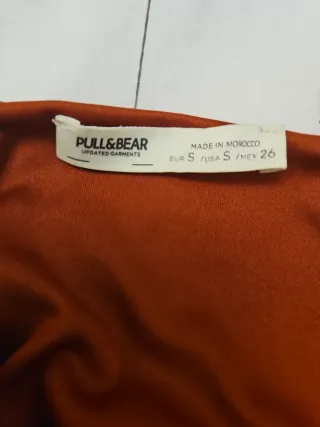 PULL&BEAR
UPDATED GARMENTS
MADE IN MOROCCO
EUR S /USA S /MEX 26